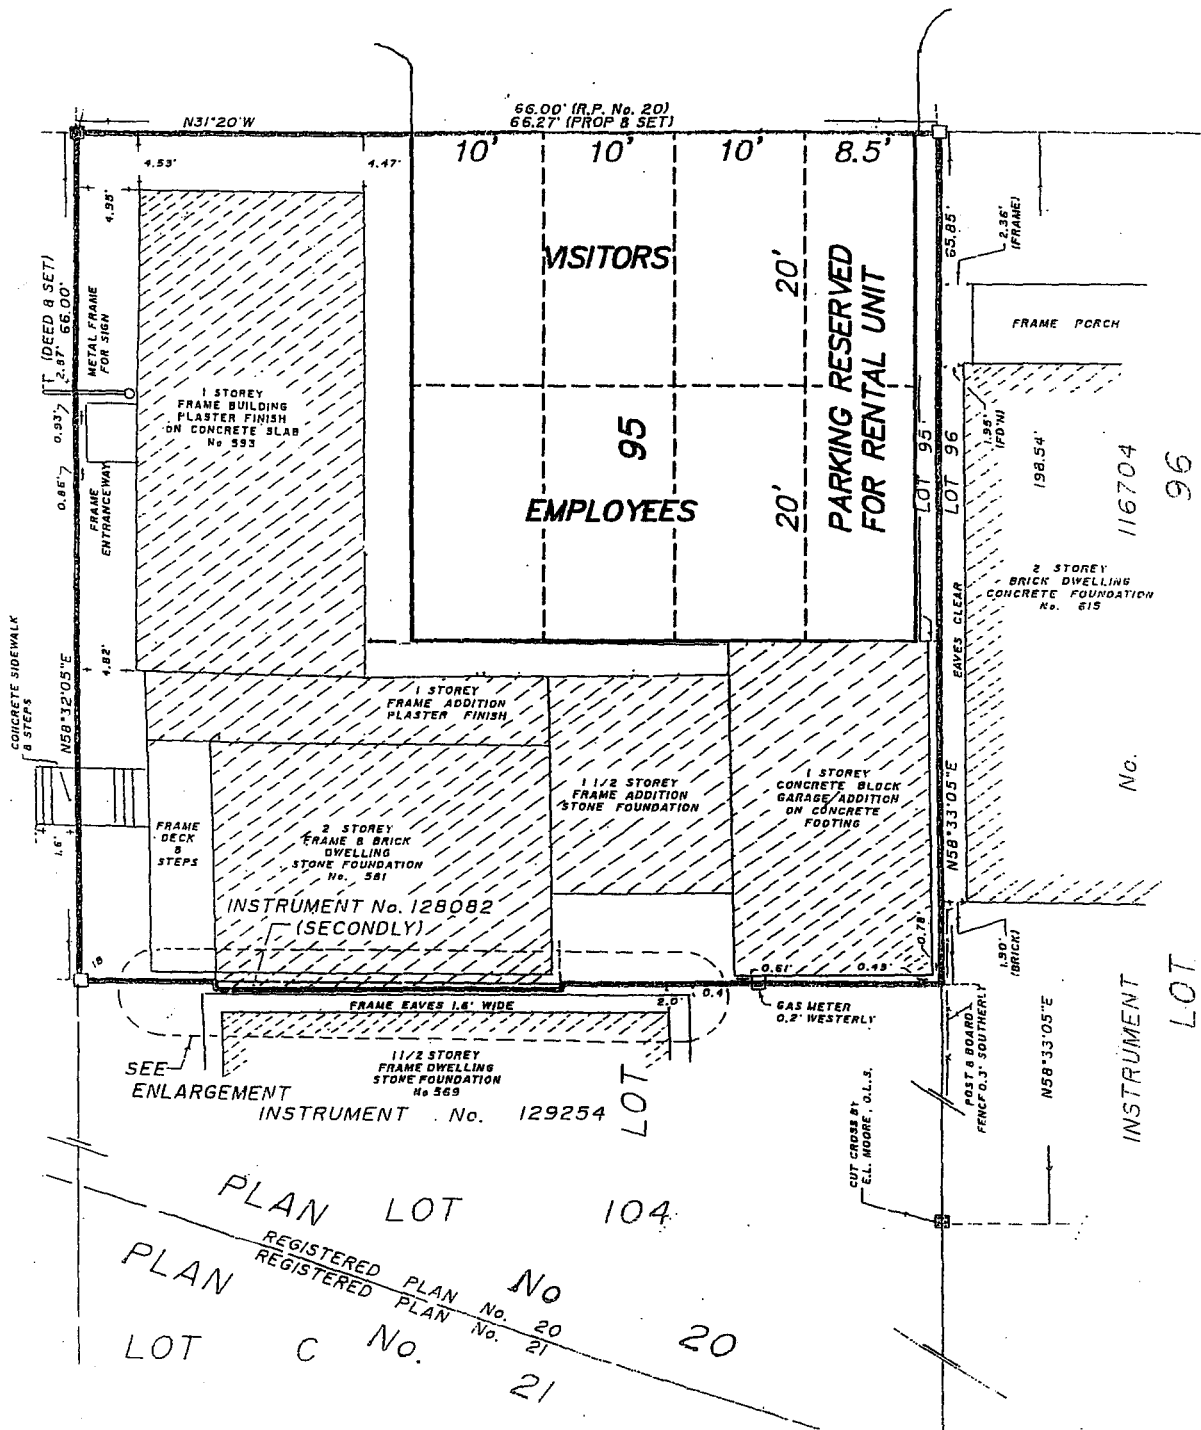 66.00' (R.P. No. 20)
66.27' (PROP & SET)
N31°20'W
10'
10'
10'
8.5'
4.53'
4.47'
4.95'
(DEED & SET)
66.00'
2.87'
METAL FRAME
FOR SIGN
0.93'
0.86'
FRAME
ENTRANCEWAY
1 STOREY
FRAME BUILDING
PLASTER FINISH
ON CONCRETE SLAB
No 593
VISITORS
20'
PARKING RESERVED
FOR RENTAL UNIT
95
EMPLOYEES
20'
65.85'
2.36'
(FRAME)
FRAME PORCH
1.95'
(FD'N)
198.54'
LOT 95
LOT 96
116704
96
2 STOREY
BRICK DWELLING
CONCRETE FOUNDATION
No. 615
EAVES CLEAR
CONCRETE SIDEWALK
& STEPS
N58°32'05"E
4.82'
1 STOREY
FRAME ADDITION
PLASTER FINISH
1 1/2 STOREY
FRAME ADDITION
STONE FOUNDATION
1 STOREY
CONCRETE BLOCK
GARAGE/ADDITION
ON CONCRETE
FOOTING
N58°33'05"E
No.
1.6'
FRAME
DECK
&
STEPS
2 STOREY
FRAME & BRICK
DWELLING
STONE FOUNDATION
No. 581
INSTRUMENT No. 128082
(SECONDLY)
0.78'
1.90'
(BRICK)
IB
0.61'
0.49'
FRAME EAVES 1.6' WIDE
2.0'
0.4'
GAS METER
0.2' WESTERLY
SEE
ENLARGEMENT
1 1/2 STOREY
FRAME DWELLING
STONE FOUNDATION
No 569
INSTRUMENT No. 129254
LOT
POST & BOARD
FENCE 0.3' SOUTHERLY
N58°33'05"E
INSTRUMENT
LOT
CUT CROSS BY
E.L. MOORE, O.L.S.
PLAN LOT 104
REGISTERED PLAN No. 20
REGISTERED PLAN No. 21
PLAN No 20
LOT C No. 21